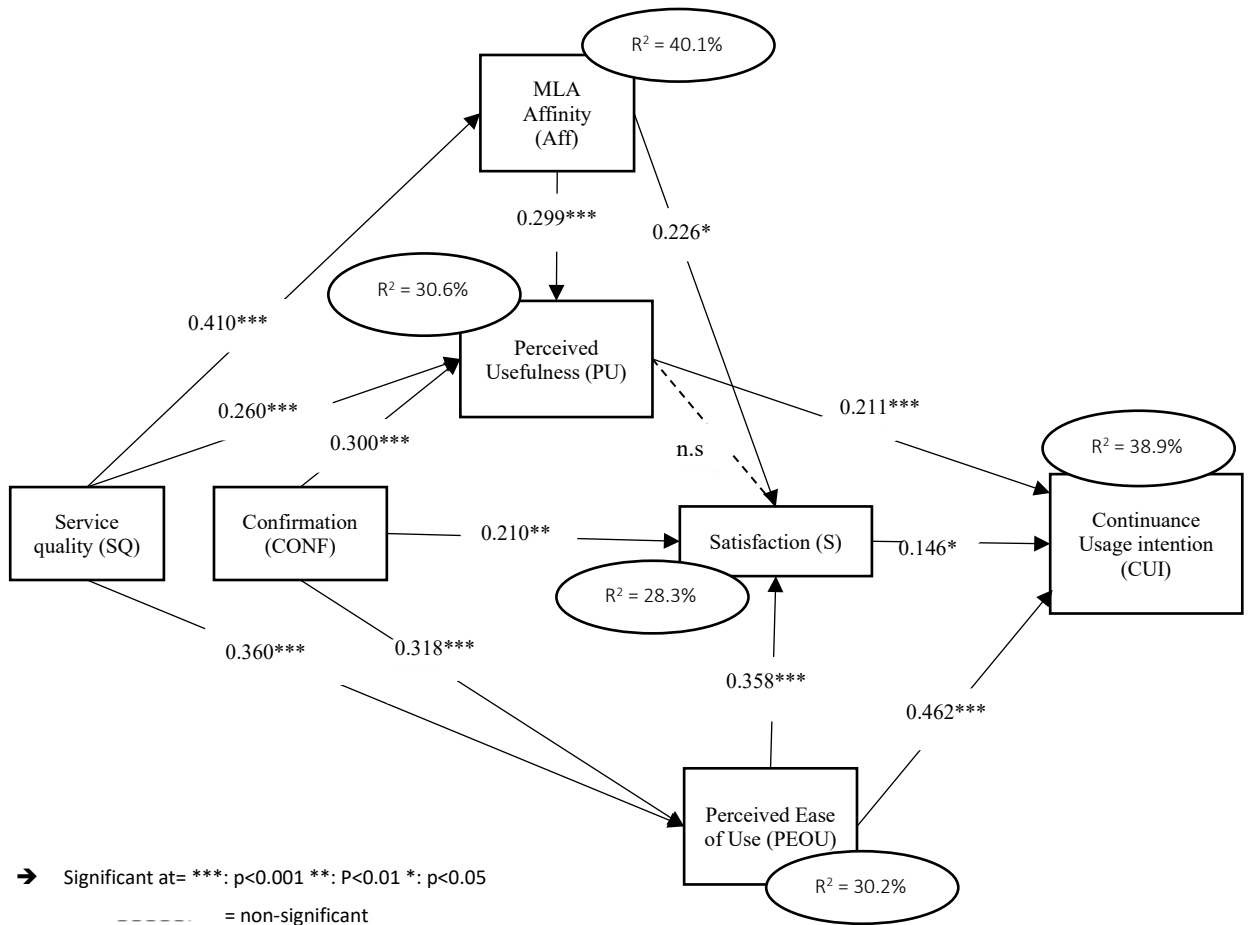 R² = 40.1%
MLA
Affinity
(Aff)
0.299***
0.226*
R² = 30.6%
0.410***
Perceived
Usefulness (PU)
0.260***
0.300***
0.211***
n.s
R² = 38.9%
Service
quality (SQ)
Confirmation
(CONF)
0.210**
Satisfaction (S)
0.146*
Continuance
Usage intention
(CUI)
R² = 28.3%
0.360***
0.318***
0.358***
0.462***
Perceived Ease
of Use (PEOU)
R² = 30.2%
➔ Significant at= ***: p<0.001 **: P<0.01 *: p<0.05
= non-significant